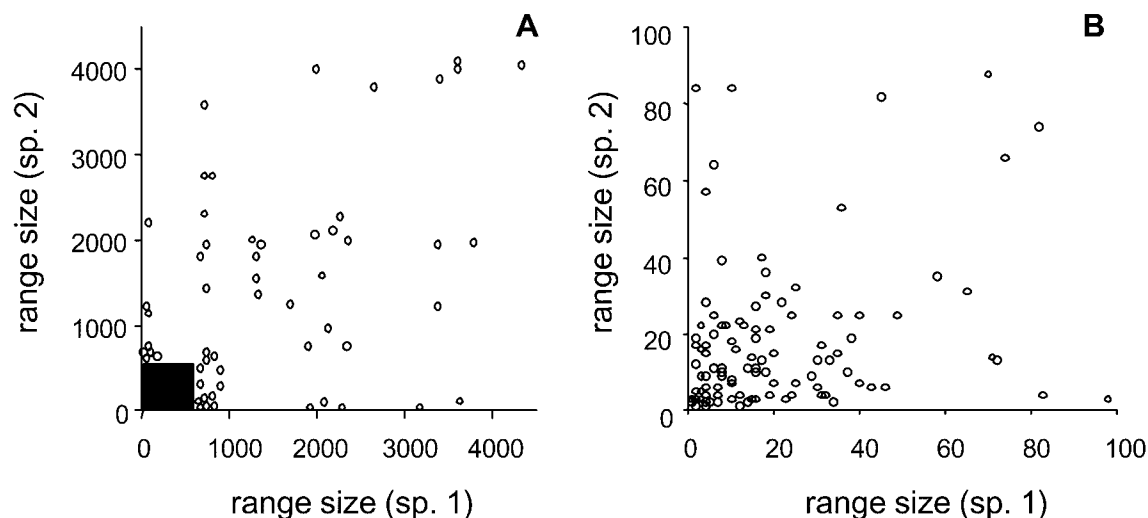 A
range size (sp. 2)
4000
3000
2000
1000
0
0 1000 2000 3000 4000
range size (sp. 1)
B
range size (sp. 2)
100
80
60
40
20
0
0 20 40 60 80 100
range size (sp. 1)